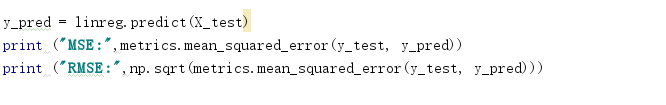 y_pred = linreg.predict(X_test)
print ("MSE:",metrics.mean_squared_error(y_test, y_pred))
print ("RMSE:",np.sqrt(metrics.mean_squared_error(y_test, y_pred)))